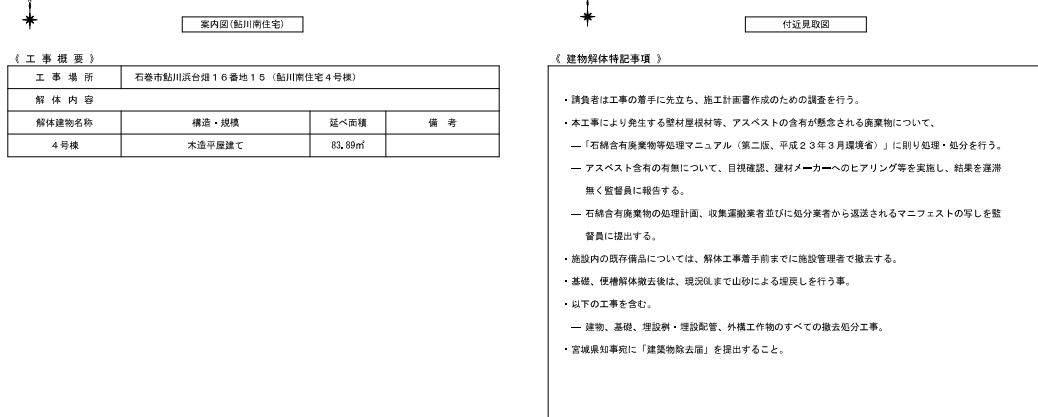 案内図(鮎川南住宅)
《 工 事 概 要 》
工 事 場 所 石巻市鮎川浜台畑16番地15(鮎川南住宅4号棟)
解 体 内 容
解体建物名称 構造・規模 延べ面積 備 考
4号棟 木造平屋建て 83.89㎡
付近見取図
《 建物解体特記事項 》
・請負者は工事の着手に先立ち、施工計画書作成のための調査を行う。
・本工事により発生する壁材屋根材等、アスベストの含有が懸念される廃棄物について、
―「石綿含有廃棄物等処理マニュアル(第二版、平成23年3月環境省)」に則り処理・処分を行う。
― アスベスト含有の有無について、目視確認、建材メーカーへのヒアリング等を実施し、結果を遅滞
無く監督員に報告する。
― 石綿含有廃棄物の処理計画、収集運搬業者並びに処分業者から返送されるマニフェストの写しを監
督員に提出する。
・施設内の既存備品については、解体工事着手前までに施設管理者で撤去する。
・基礎、便槽解体撤去後は、現況GLまで山砂による埋戻しを行う事。
・以下の工事を含む。
― 建物、基礎、埋設桝・埋設配管、外構工作物のすべての撤去処分工事。
・宮城県知事宛に「建築物除去届」を提出すること。